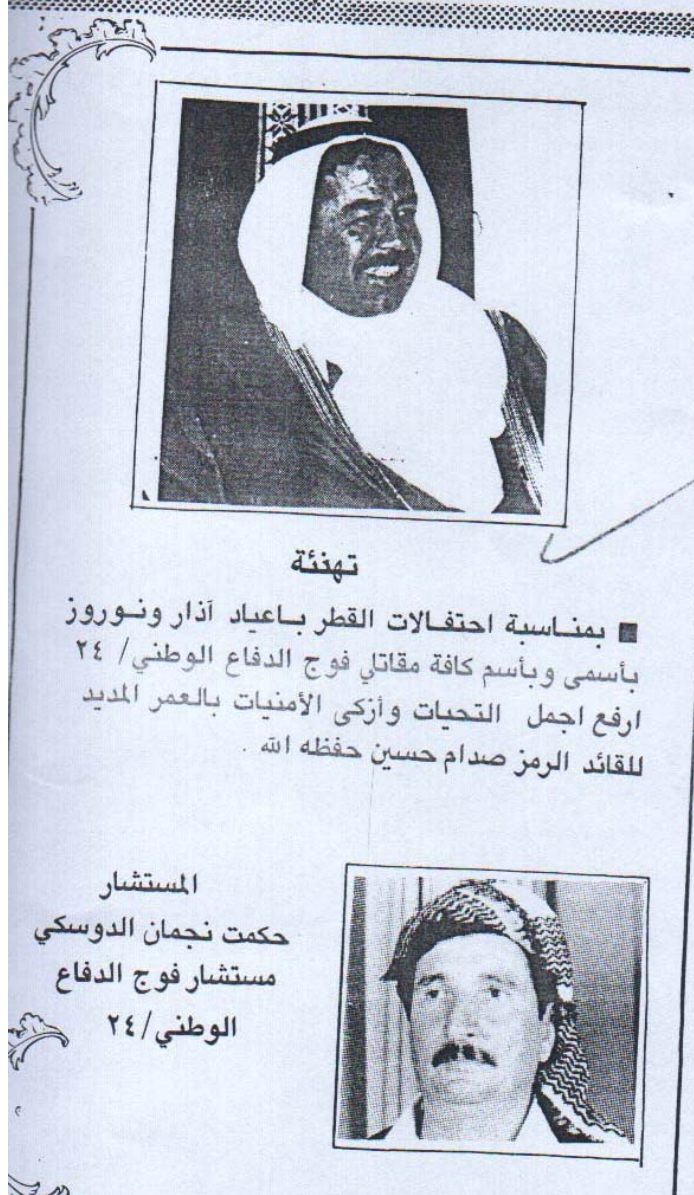 تهنئة
■ بمناسبة احتفالات القطر باعياد آذار ونوروز
بأسمى وبأسم كافة مقاتلي فوج الدفاع الوطني / ٢٤
ارفع اجمل التحيات وأزكى الأمنيات بالعمر المديد
للقائد الرمز صدام حسين حفظه الله .
المستشار
حكمت نجمان الدوسكي
مستشار فوج الدفاع
الوطني / ٢٤